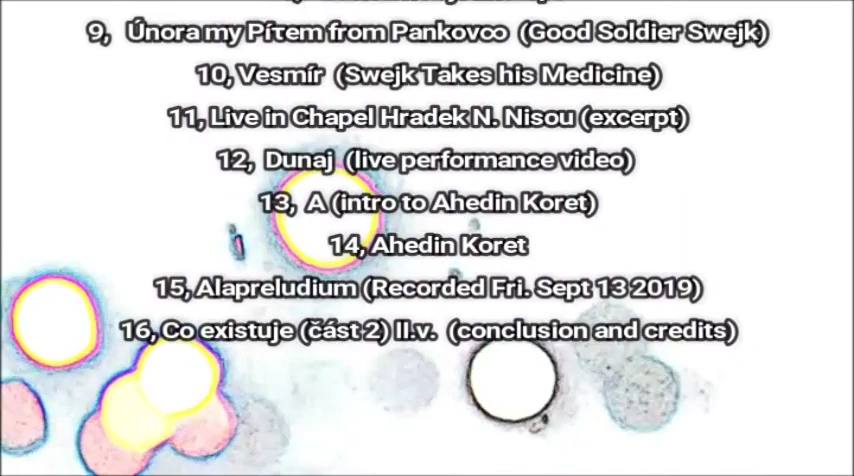 9, Února my Pítem from Pankovoo (Good Soldier Swejk)
10, Vesmír (Swejk Takes his Medicine)
11, Live in Chapel Hradek N. Nisou (excerpt)
12, Dunaj (live performance video)
13, A (intro to Ahedin Koret)
14, Ahedin Koret
15, Alapreludium (Recorded Fri. Sept 13 2019)
16, Co existuje (část 2) II.v. (conclusion and credits)